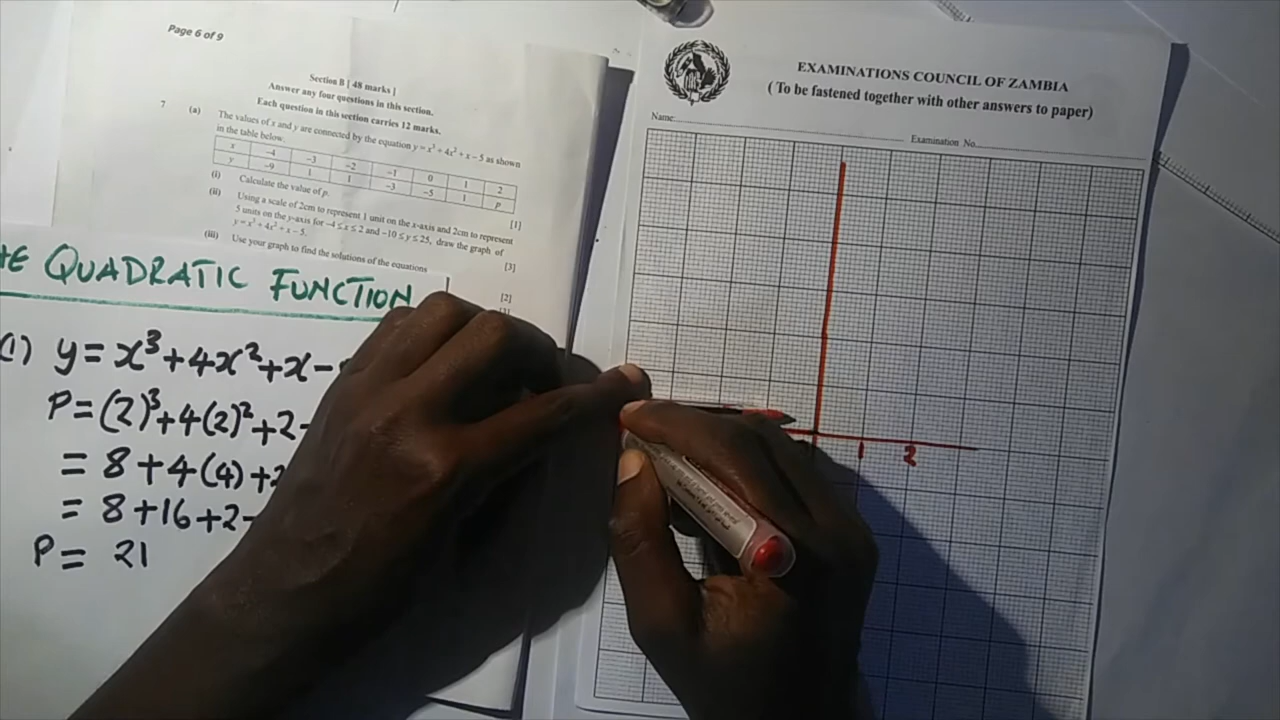 Page 6 of 9
Section B [ 48 marks ]
Answer any four questions in this section.
Each question in this section carries 12 marks.
7 (a) The values of x and y are connected by the equation y = x³ + 4x² + x − 5 as shown
in the table below.
x −4 −3 −2 −1 0 1 2
y −9 1 1 −3 −5 1 p
(i) Calculate the value of p. [1]
(ii) Using a scale of 2cm to represent 1 unit on the x-axis and 2cm to represent
5 units on the y-axis for −4 ≤ x ≤ 2 and −10 ≤ y ≤ 25, draw the graph of
y = x³ + 4x² + x − 5. [3]
(iii) Use your graph to find the solutions of the equations
[2]
QUADRATIC FUNCTION
y = x³ + 4x² + x −
P = (2)³ + 4(2)² + 2 -
= 8 + 4(4) +
= 8 + 16 + 2 -
P = 21
EXAMINATIONS COUNCIL OF ZAMBIA
( To be fastened together with other answers to paper)
Name: Examination No.
1 2